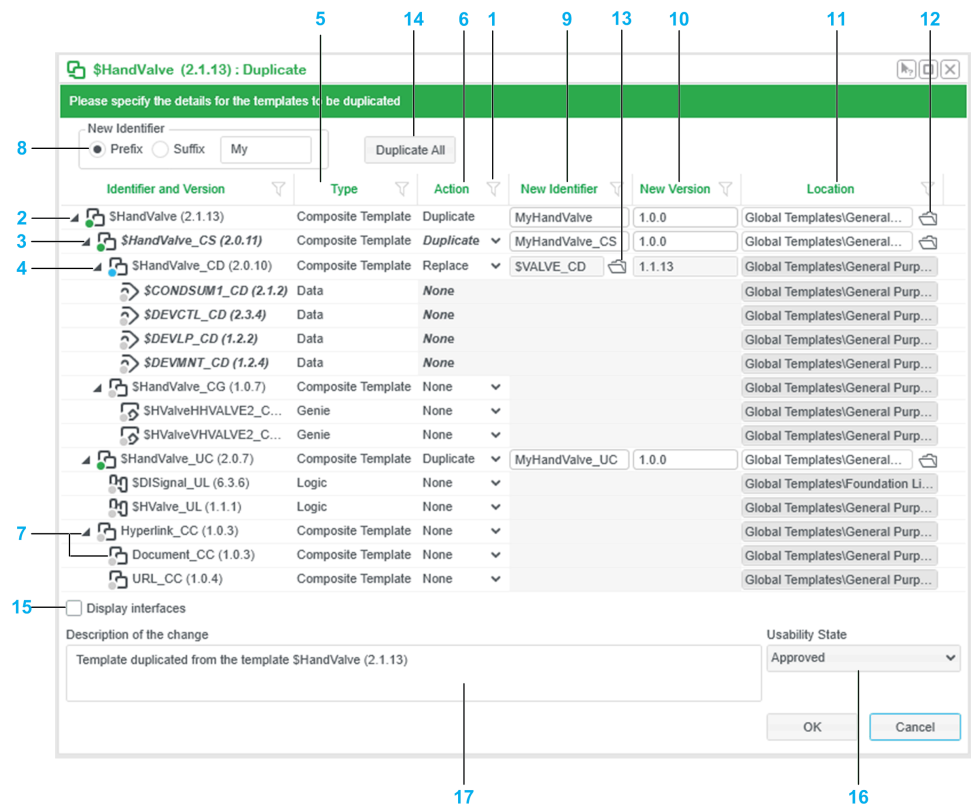 5 14 6 1 9 13 10 11 12
$HandValve (2.1.13) : Duplicate
Please specify the details for the templates to be duplicated
New Identifier
8 Prefix Suffix My Duplicate All
Identifier and Version Type Action New Identifier New Version Location
2 $HandValve (2.1.13) Composite Template Duplicate MyHandValve 1.0.0 Global Templates\General...
3 $HandValve_CS (2.0.11) Composite Template Duplicate MyHandValve_CS 1.0.0 Global Templates\General...
4 $HandValve_CD (2.0.10) Composite Template Replace $VALVE_CD 1.1.13 Global Templates\General Purp...
$CONDSUM1_CD (2.1.2) Data None Global Templates\General Purp...
$DEVCTL_CD (2.3.4) Data None Global Templates\General Purp...
$DEVLP_CD (1.2.2) Data None Global Templates\General Purp...
$DEVMNT_CD (1.2.4) Data None Global Templates\General Purp...
$HandValve_CG (1.0.7) Composite Template None Global Templates\General Purp...
$HValveHHVALVE2_C... Genie None Global Templates\General Purp...
$HValveVHVALVE2_C... Genie None Global Templates\General Purp...
$HandValve_UC (2.0.7) Composite Template Duplicate MyHandValve_UC 1.0.0 Global Templates\General...
$DISignal_UL (6.3.6) Logic None Global Templates\Foundation Li...
$HValve_UL (1.1.1) Logic None Global Templates\General Purp...
7 Hyperlink_CC (1.0.3) Composite Template None Global Templates\General Purp...
Document_CC (1.0.3) Composite Template None Global Templates\General Purp...
URL_CC (1.0.4) Composite Template None Global Templates\General Purp...
15 Display interfaces
Description of the change Usability State
Template duplicated from the template $HandValve (2.1.13) Approved
OK Cancel
17 16